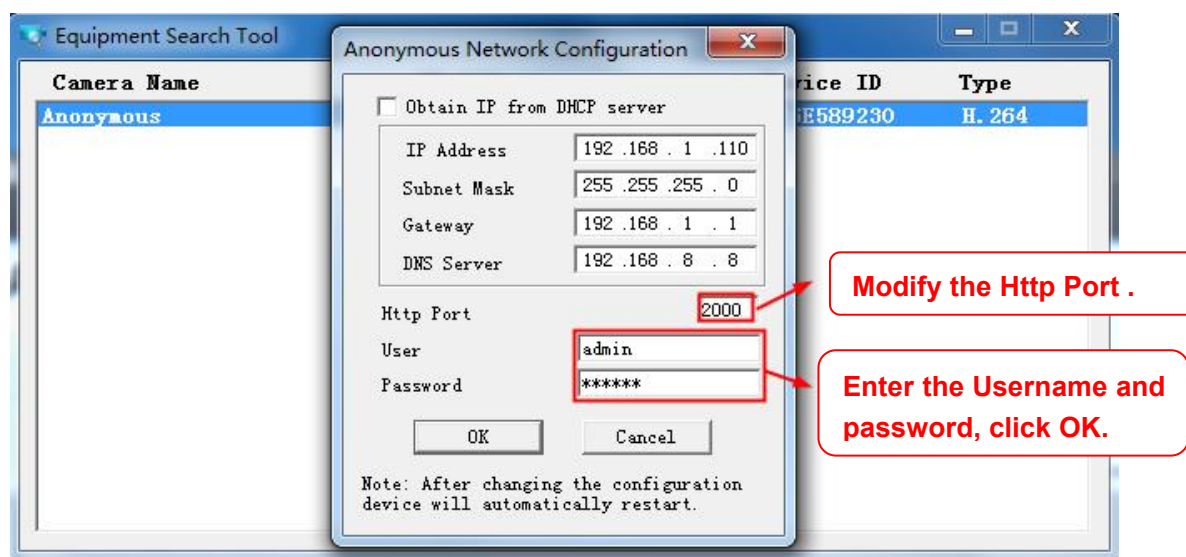 Equipment Search Tool
Anonymous Network Configuration
Camera Name
vice ID
Type
Anonymous
E589230
H.264
Obtain IP from DHCP server
IP Address 192 .168 . 1 .110
Subnet Mask 255 .255 .255 . 0
Gateway 192 .168 . 1 . 1
DNS Server 192 .168 . 8 . 8
Http Port 2000
User admin
Password ******
OK Cancel
Note: After changing the configuration
device will automatically restart.
Modify the Http Port .
Enter the Username and
password, click OK.